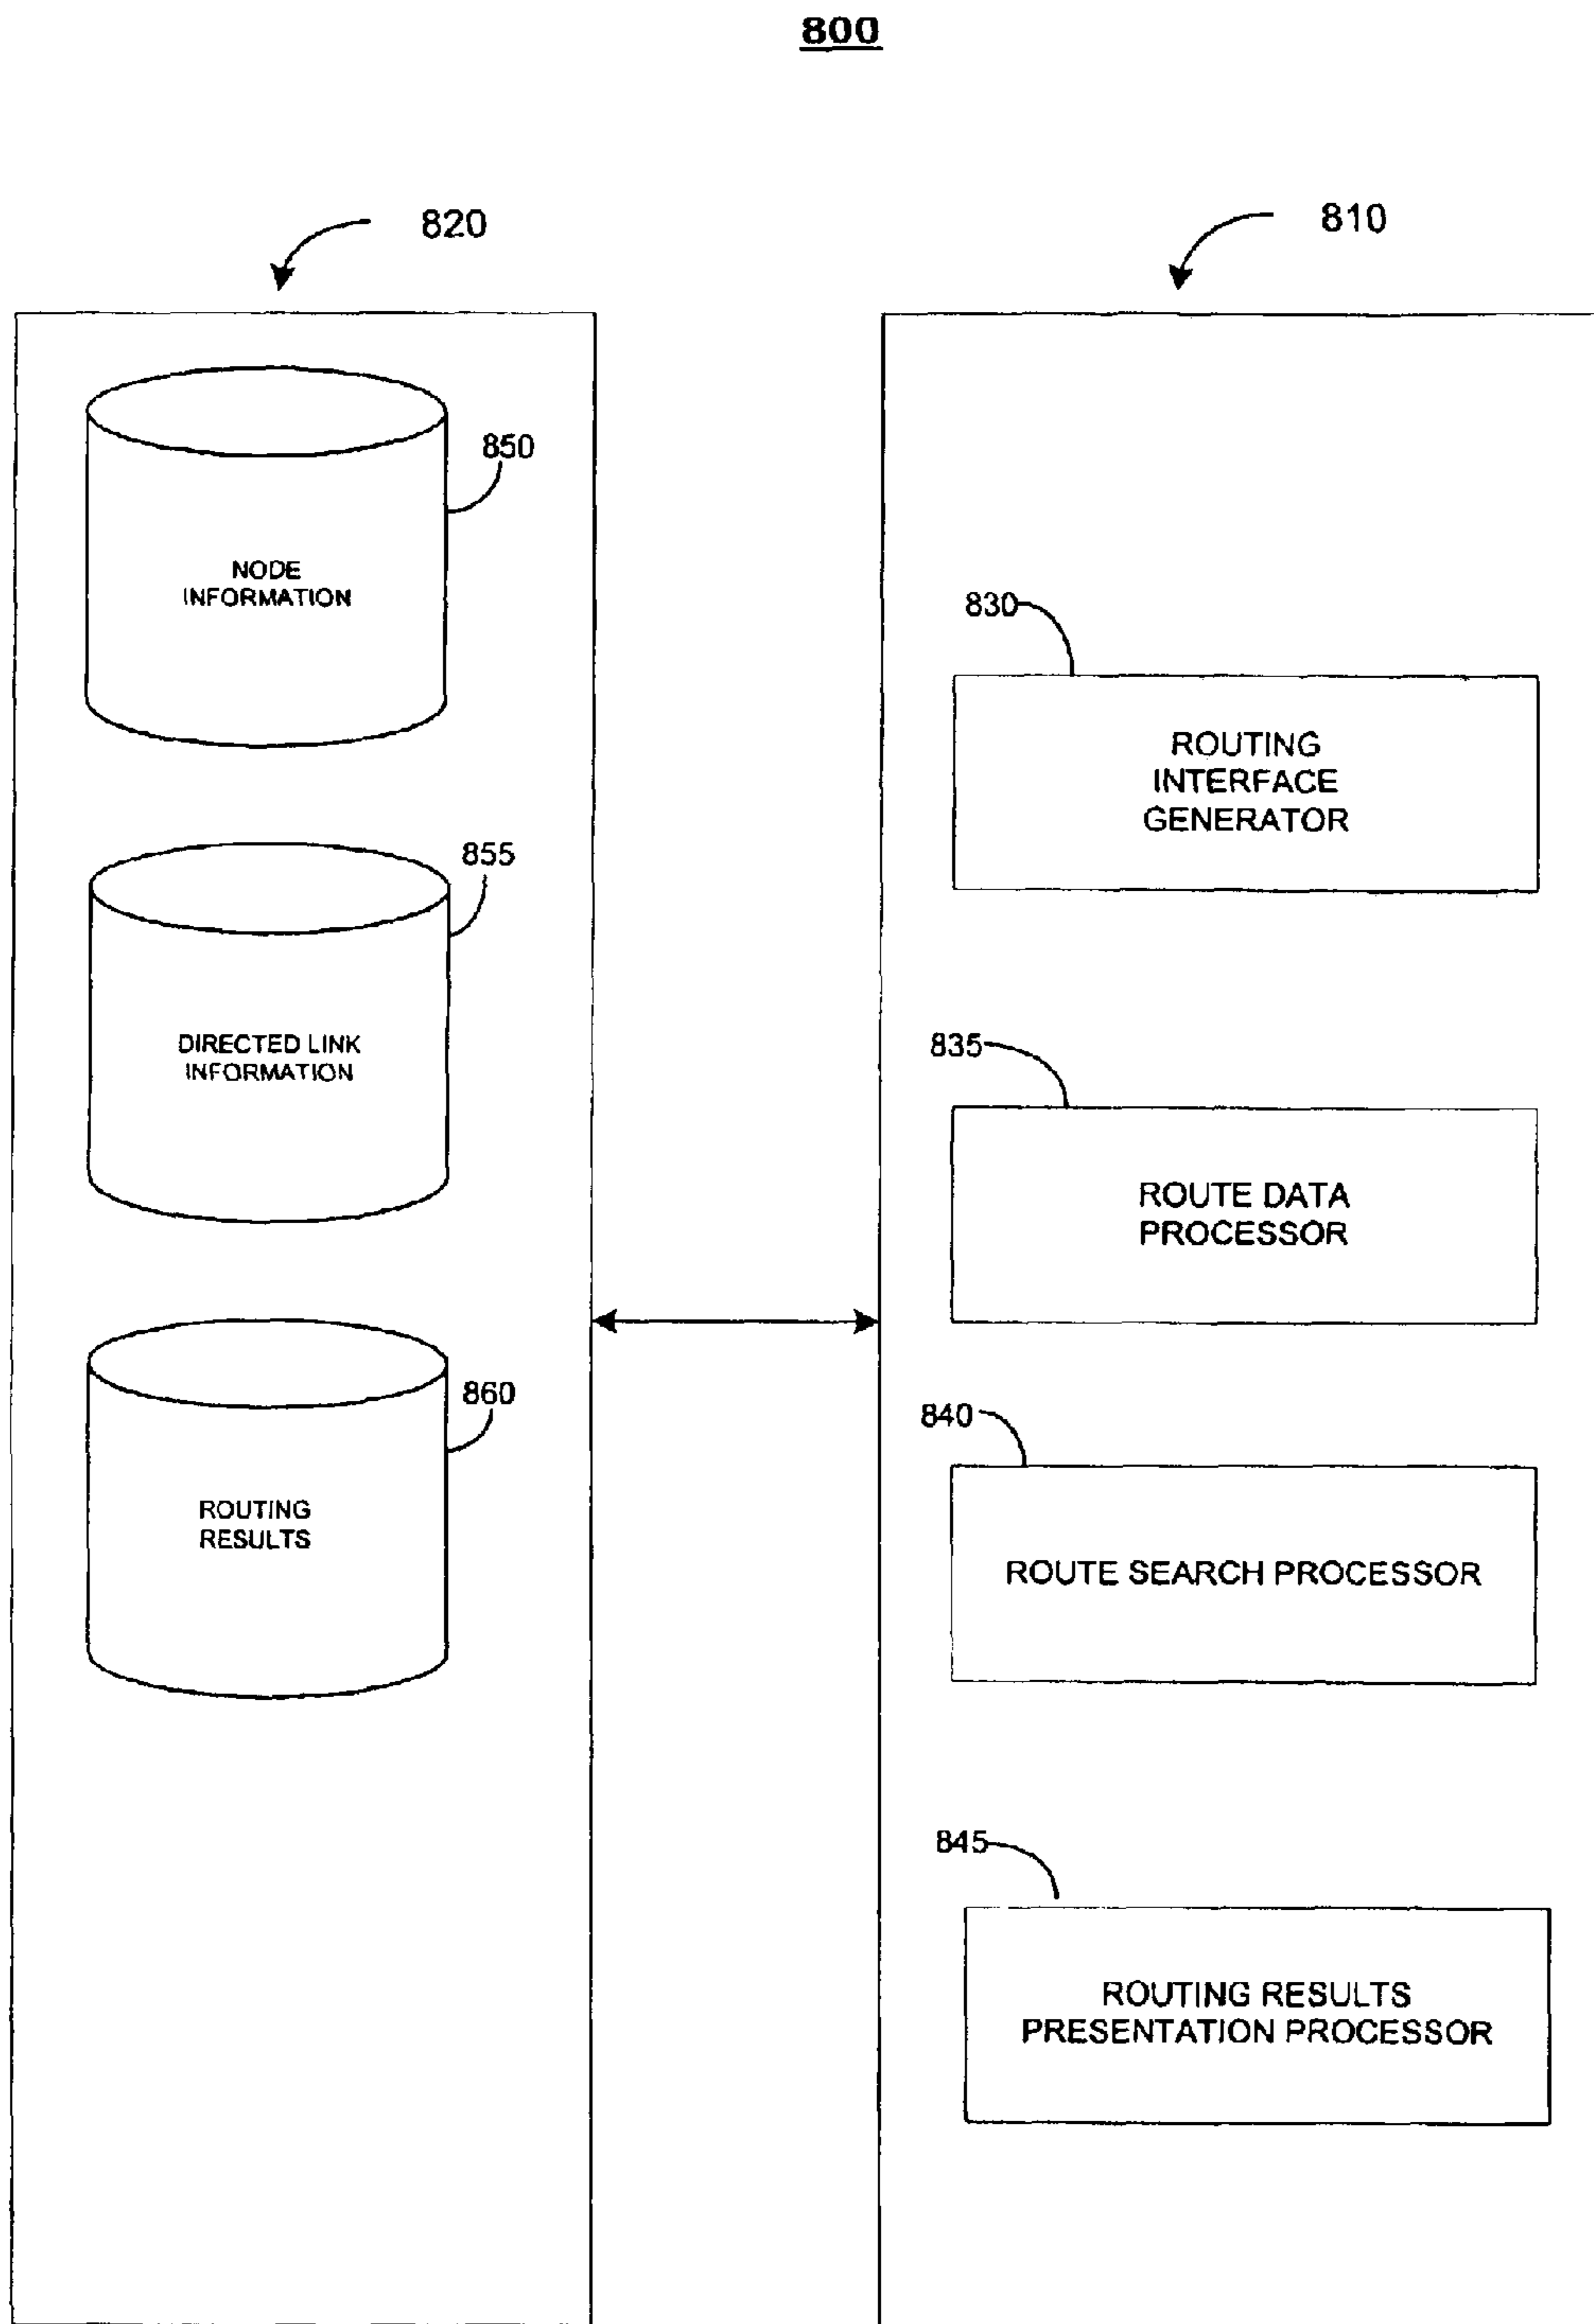 800
820
810
850
NODE
INFORMATION
830
ROUTING
INTERFACE
GENERATOR
855
DIRECTED LINK
INFORMATION
835
ROUTE DATA
PROCESSOR
860
ROUTING
RESULTS
840
ROUTE SEARCH PROCESSOR
845
ROUTING RESULTS
PRESENTATION PROCESSOR